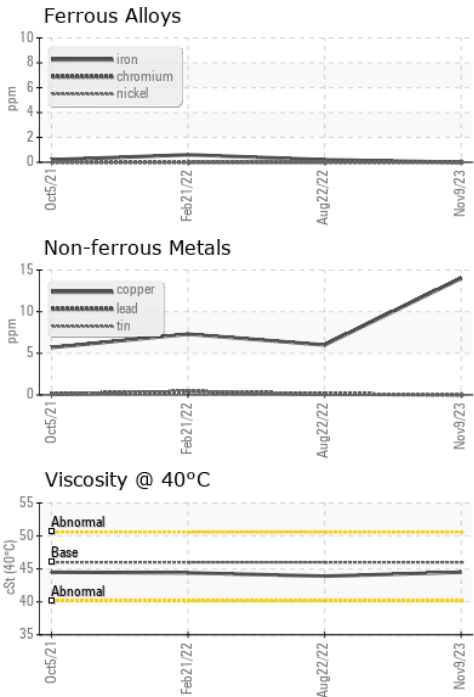 Ferrous Alloys
10
8
6
4
2
0
ppm
iron
chromium
nickel
Oct5/21
Feb21/22
Aug22/22
Nov9/23
Non-ferrous Metals
15
10
5
0
ppm
copper
lead
tin
Oct5/21
Feb21/22
Aug22/22
Nov9/23
Viscosity @ 40°C
55
50
45
40
35
cSt (40°C)
Abnormal
Base
Abnormal
Oct5/21
Feb21/22
Aug22/22
Nov9/23